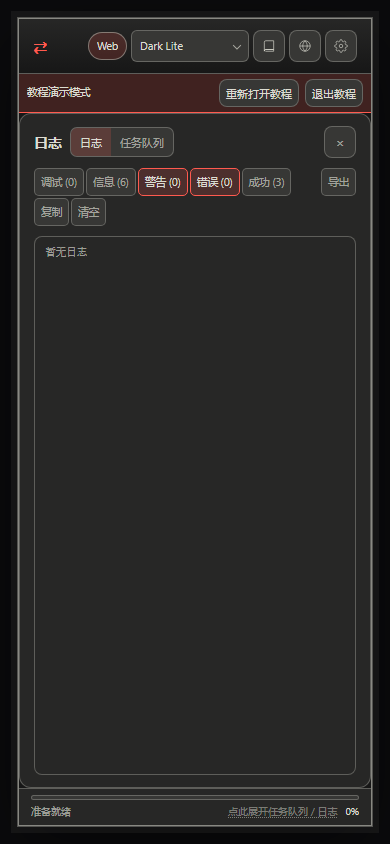 Web Dark Lite
教程演示模式 重新打开教程 退出教程
日志 日志 任务队列 ×
调试 (0) 信息 (6) 警告 (0) 错误 (0) 成功 (3) 导出
复制 清空
暂无日志
准备就绪 点此展开任务队列 / 日志 0%